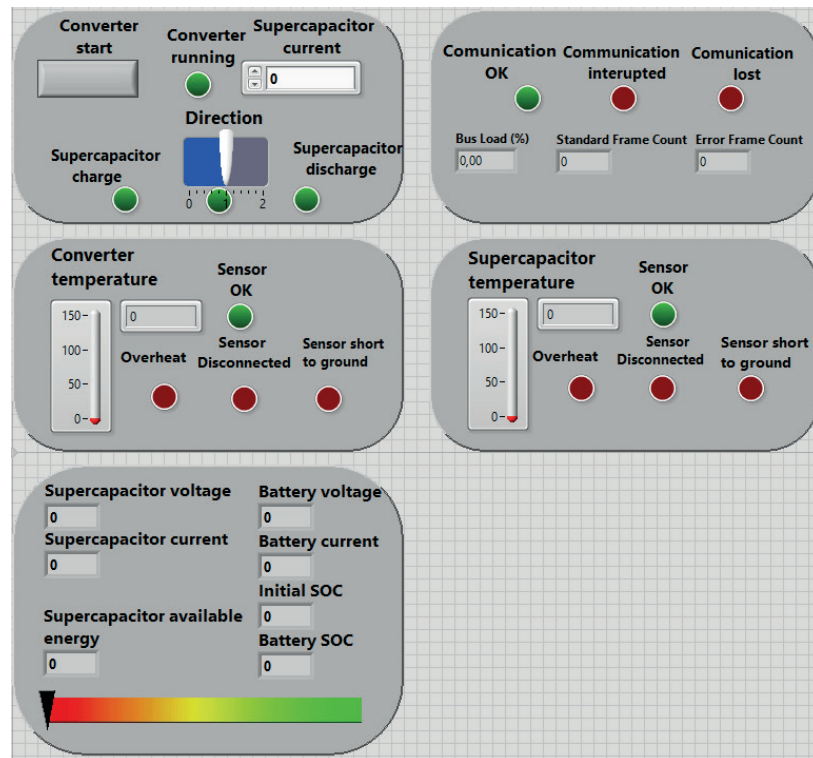 Converter
start
Converter
running
Supercapacitor
current
0
Direction
Supercapacitor
charge
Supercapacitor
discharge
0 1 2
Comunication
OK
Communication
interupted
Comunication
lost
Bus Load (%)
0,00
Standard Frame Count
0
Error Frame Count
0
Converter
temperature
150-
100-
50-
0-
0
Sensor
OK
Overheat
Sensor
Disconnected
Sensor short
to ground
Supercapacitor
temperature
150-
100-
50-
0-
0
Sensor
OK
Overheat
Sensor
Disconnected
Sensor short
to ground
Supercapacitor voltage
0
Supercapacitor current
0
Supercapacitor available
energy
0
Battery voltage
0
Battery current
0
Initial SOC
0
Battery SOC
0